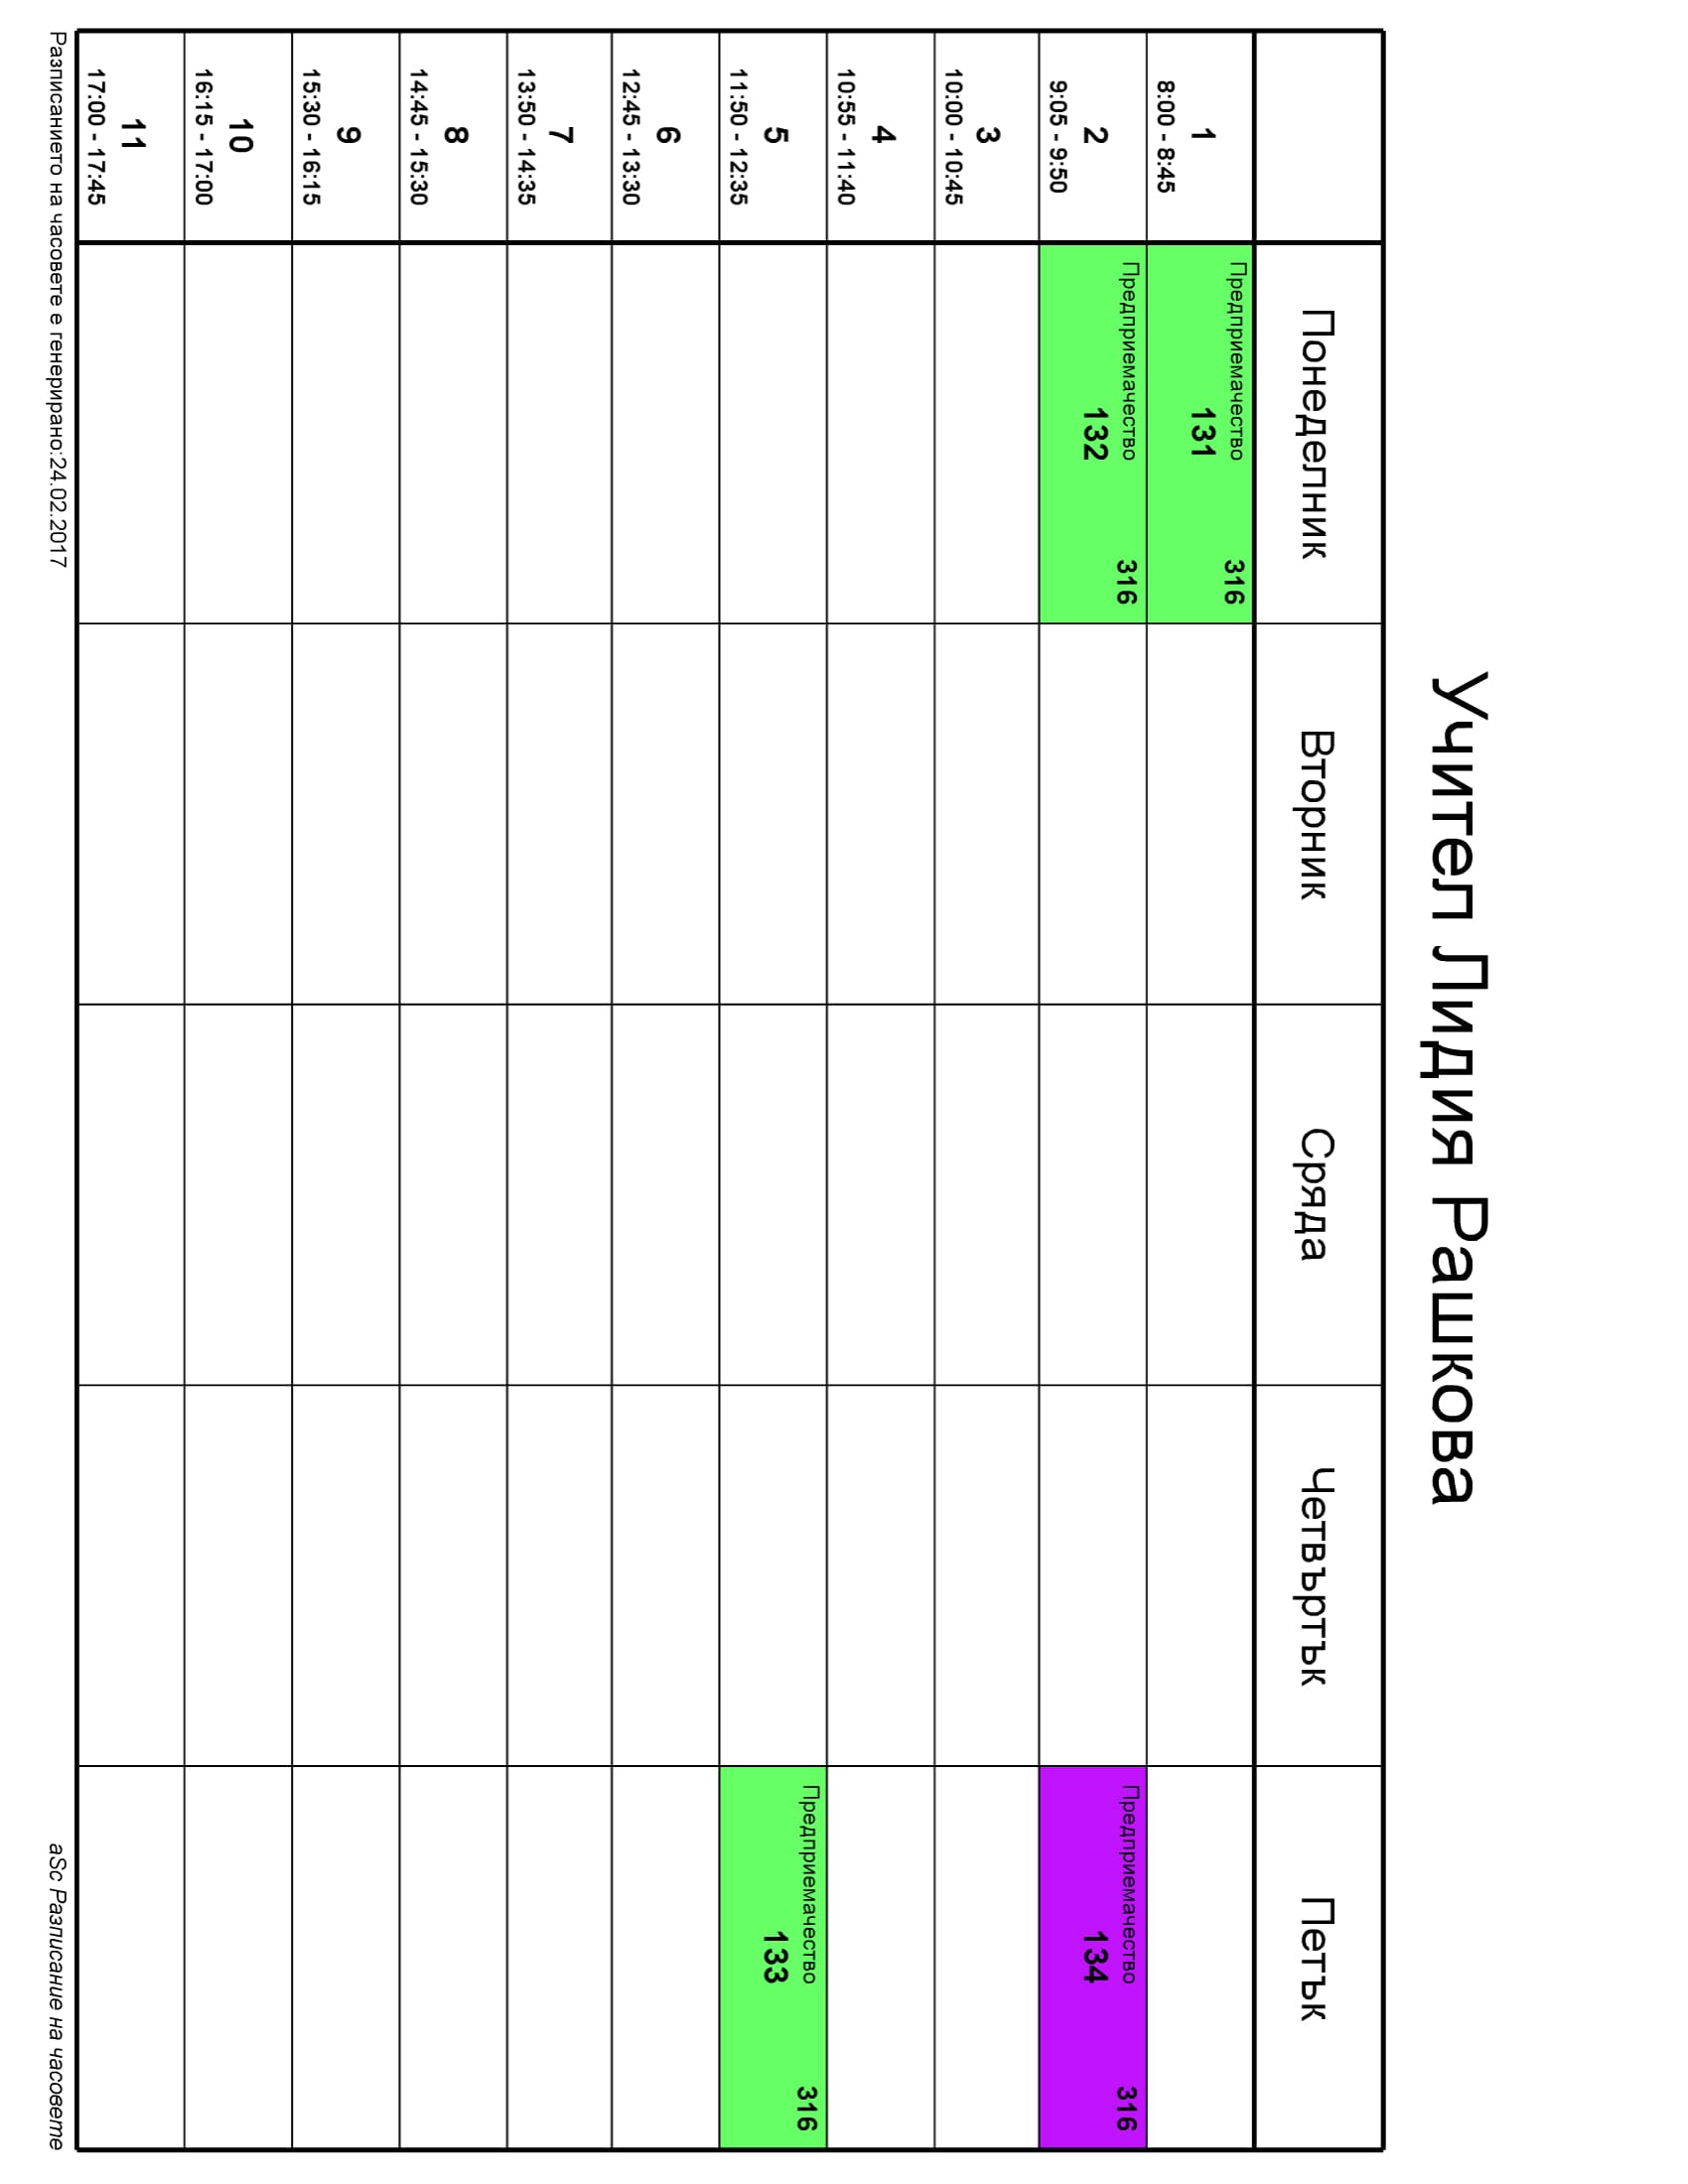 Учител Лидия Рашкова
Понеделник Вторник Сряда Четвъртък Петък
1
8:00 - 8:45
Предприемачество
131
316
2
9:05 - 9:50
Предприемачество
132
316
Предприемачество
134
316
3
10:00 - 10:45
4
10:55 - 11:40
5
11:50 - 12:35
Предприемачество
133
316
6
12:45 - 13:30
7
13:50 - 14:35
8
14:45 - 15:30
9
15:30 - 16:15
10
16:15 - 17:00
11
17:00 - 17:45
Разписанието на часовете е генерирано:24.02.2017
aSc Разписание на часовете